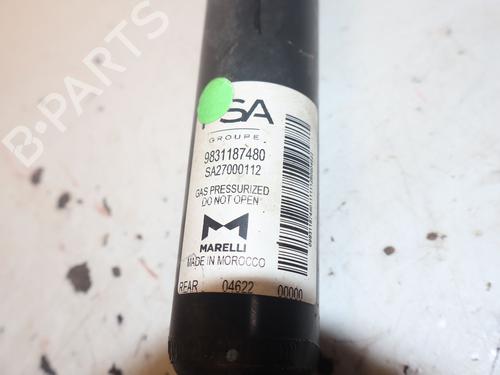 PSA
GROUPE
9831187480
SA27000112
GAS PRESSURIZED
DO NOT OPEN
MARELLI
MADE IN MOROCCO
REAR 04622 00000
B-PARTS